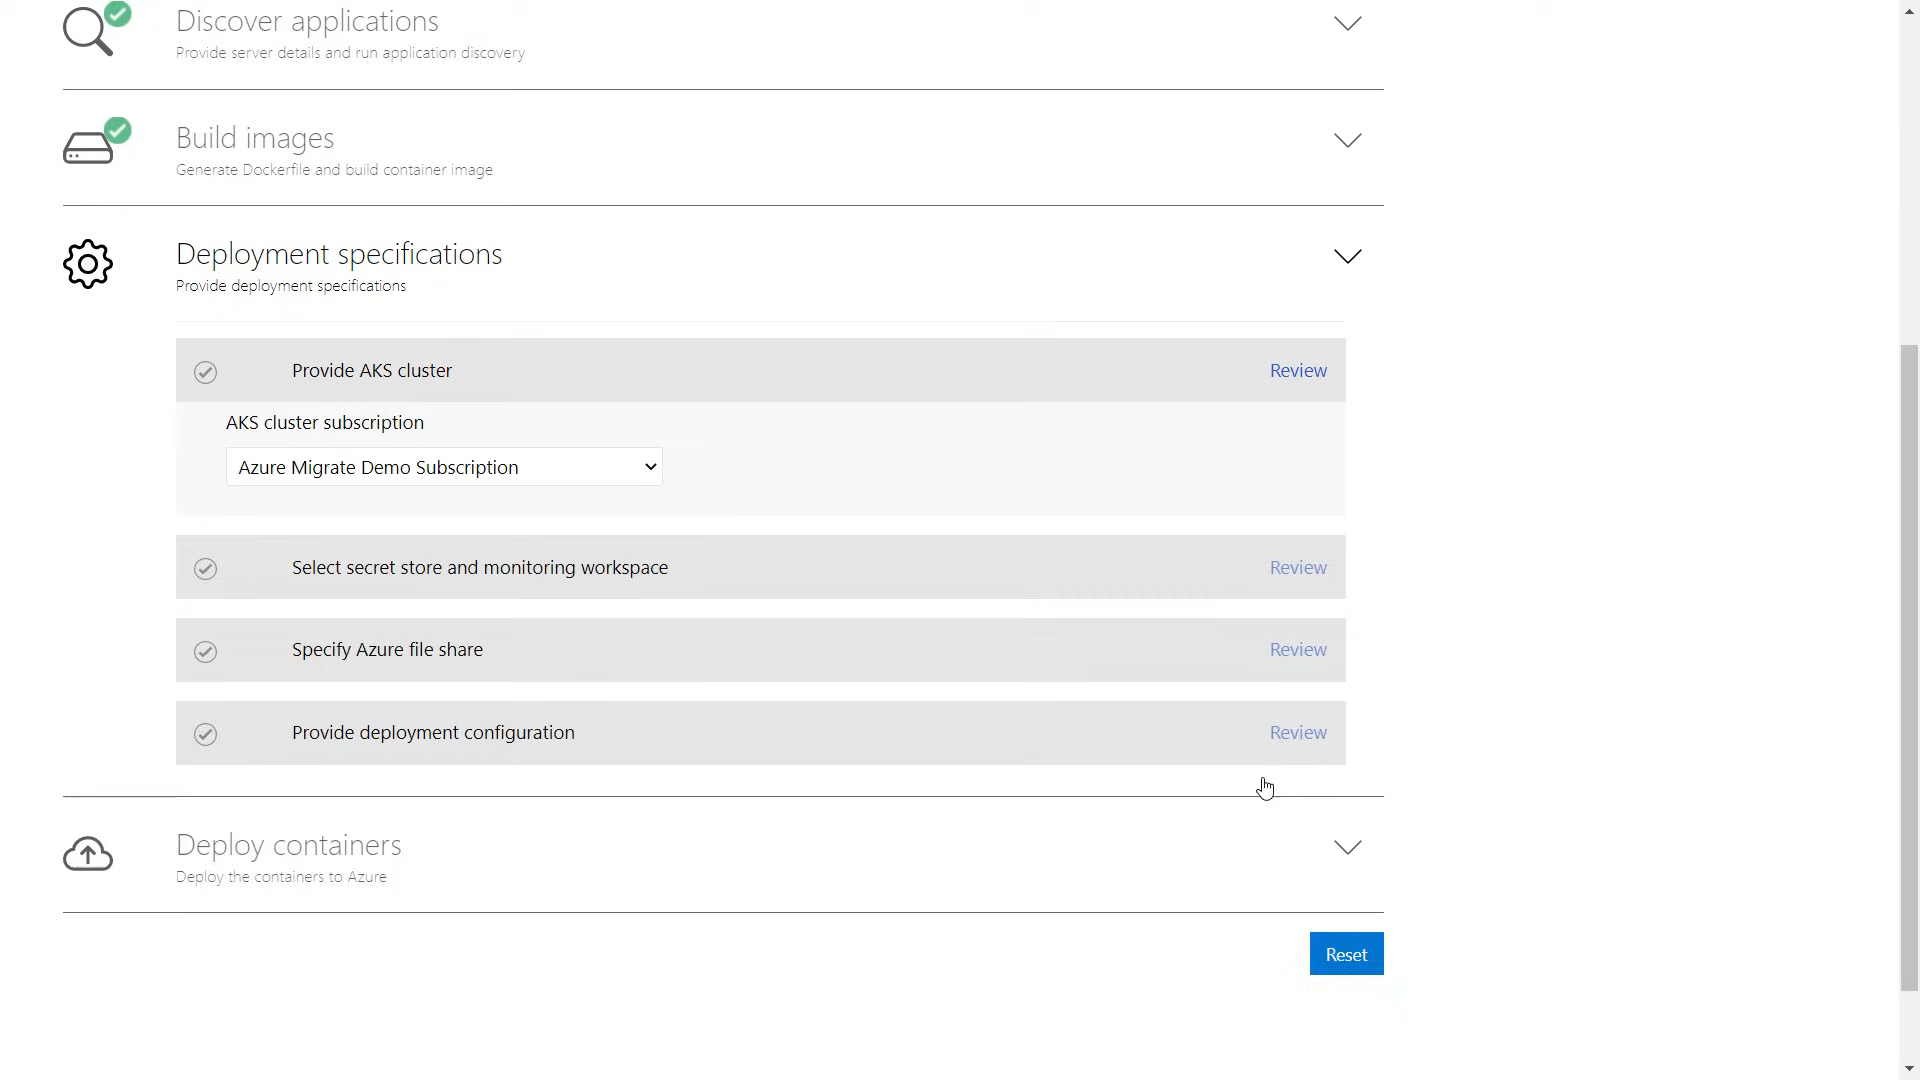 Discover applications
Provide server details and run application discovery
Build images
Generate Dockerfile and build container image
Deployment specifications
Provide deployment specifications
Provide AKS cluster Review
AKS cluster subscription
Azure Migrate Demo Subscription
Select secret store and monitoring workspace Review
Specify Azure file share Review
Provide deployment configuration Review
Deploy containers
Deploy the containers to Azure
Reset